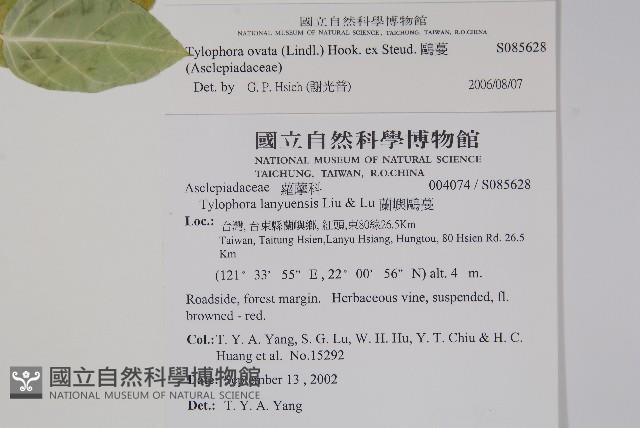 國立自然科學博物館
NATIONAL MUSEUM OF NATURAL SCIENCE, TAICHUNG, TAIWAN, R.O.CHINA
Tylophora ovata (Lindl.) Hook. ex Steud. 鷗蔓 S085628
(Asclepiadaceae)
Det. by G. P. Hsieh (謝光普) 2006/08/07
國立自然科學博物館
NATIONAL MUSEUM OF NATURAL SCIENCE
TAICHUNG, TAIWAN, R.O.CHINA
Asclepiadaceae 蘿藦科 004074 / S085628
Tylophora lanyuensis Liu & Lu 蘭嶼鷗蔓
Loc.: 台灣, 台東縣蘭嶼鄉, 紅頭,東80線26.5Km
Taiwan, Taitung Hsien,Lanyu Hsiang, Hungtou, 80 Hsien Rd. 26.5
Km
(121° 33' 55" E , 22° 00' 56" N) alt. 4 m.
Roadside, forest margin. Herbaceous vine, suspended, fl.
browned - red.
Col.: T. Y. A. Yang, S. G. Lu, W. H. Hu, Y. T. Chiu & H. C.
Huang et al. No.15292
Date: September 13 , 2002
Det.: T. Y. A. Yang
國立自然科學博物館
NATIONAL MUSEUM OF NATURAL SCIENCE